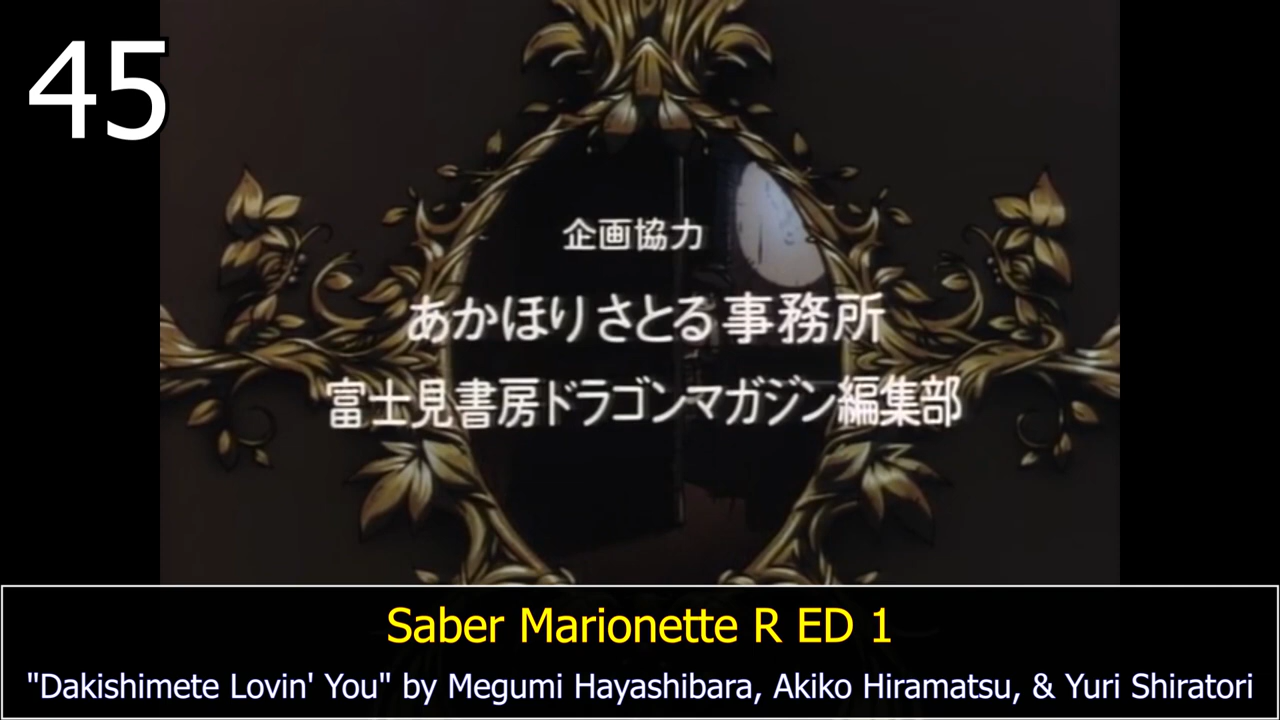 45
企画協力
あかほりさとる事務所
富士見書房ドラゴンマガジン編集部
Saber Marionette R ED 1
"Dakishimete Lovin' You" by Megumi Hayashibara, Akiko Hiramatsu, & Yuri Shiratori